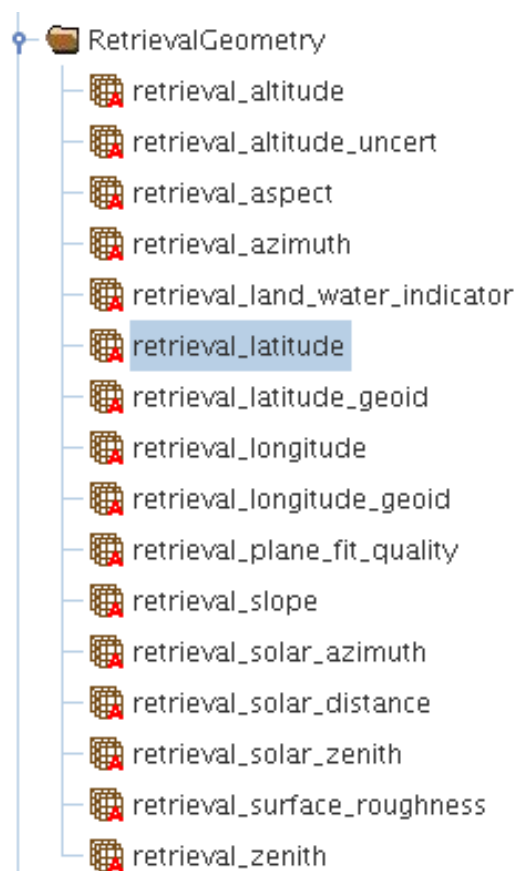 RetrievalGeometry
retrieval_altitude
retrieval_altitude_uncert
retrieval_aspect
retrieval_azimuth
retrieval_land_water_indicator
retrieval_latitude
retrieval_latitude_geoid
retrieval_longitude
retrieval_longitude_geoid
retrieval_plane_fit_quality
retrieval_slope
retrieval_solar_azimuth
retrieval_solar_distance
retrieval_solar_zenith
retrieval_surface_roughness
retrieval_zenith